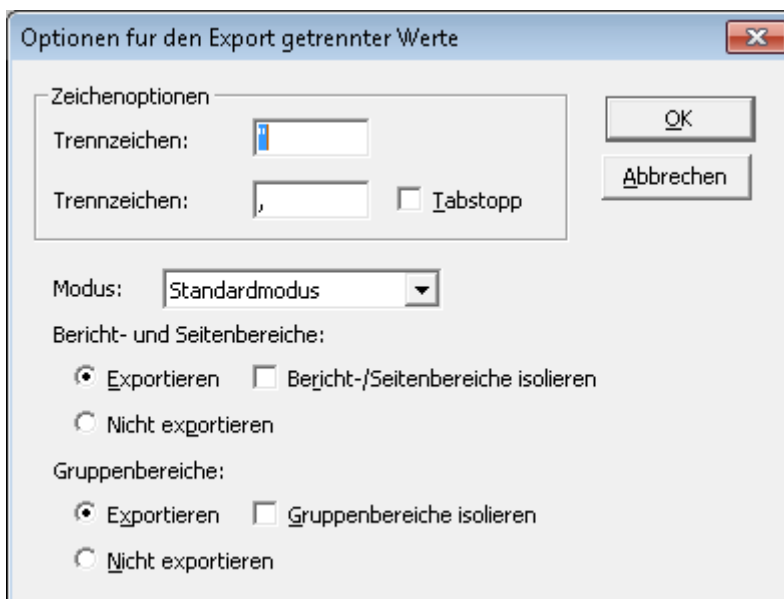 Optionen fur den Export getrennter Werte
Zeichenoptionen
Trennzeichen: "
Trennzeichen: , Tabstopp
OK
Abbrechen
Modus: Standardmodus
Bericht- und Seitenbereiche:
Exportieren Bericht-/Seitenbereiche isolieren
Nicht exportieren
Gruppenbereiche:
Exportieren Gruppenbereiche isolieren
Nicht exportieren